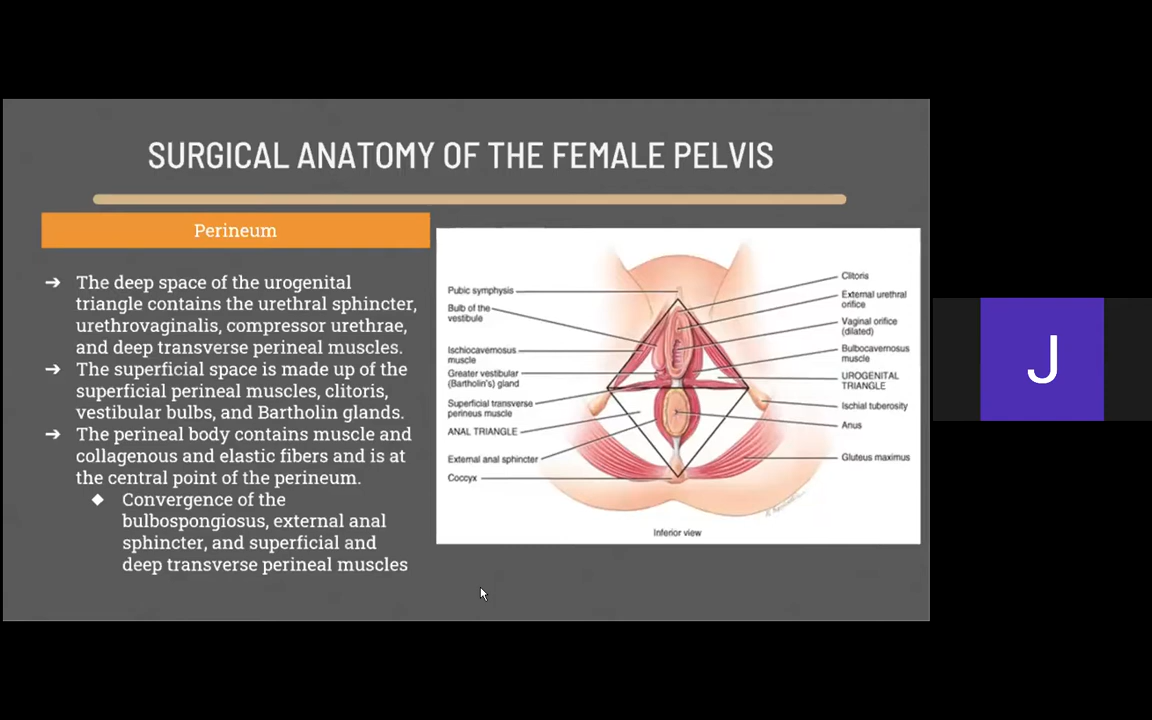 SURGICAL ANATOMY OF THE FEMALE PELVIS
Perineum
➔ The deep space of the urogenital
triangle contains the urethral sphincter,
urethrovaginalis, compressor urethrae,
and deep transverse perineal muscles.
➔ The superficial space is made up of the
superficial perineal muscles, clitoris,
vestibular bulbs, and Bartholin glands.
➔ The perineal body contains muscle and
collagenous and elastic fibers and is at
the central point of the perineum.
◆ Convergence of the
bulbospongiosus, external anal
sphincter, and superficial and
deep transverse perineal muscles
Pubic symphysis
Bulb of the
vestibule
Ischiocavernosus
muscle
Greater vestibular
(Bartholin's) gland
Superficial transverse
perineus muscle
ANAL TRIANGLE
External anal sphincter
Coccyx
Clitoris
External urethral
orifice
Vaginal orifice
(dilated)
Bulbocavernosus
muscle
UROGENITAL
TRIANGLE
Ischial tuberosity
Anus
Gluteus maximus
Inferior view
J